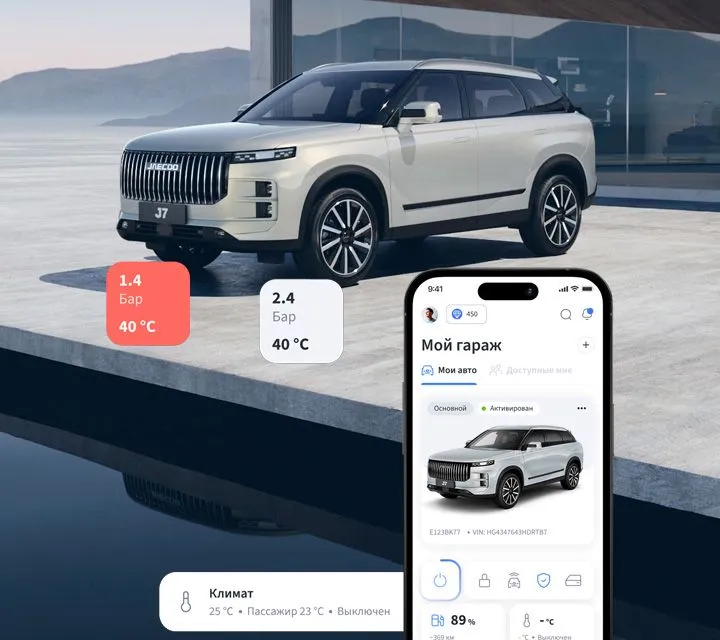 JAECOO
J7
1.4
Бар
40 °C
2.4
Бар
40 °C
9:41
450
Мой гараж
+
Мои авто
Доступные мне
Основной
Активирован
•••
J7
E123BK77 • VIN: HG4347643HDRTB7
89 %
~369 км
- °C
- °C • Выключен
Климат
25 °C • Пассажир 23 °C • Выключен